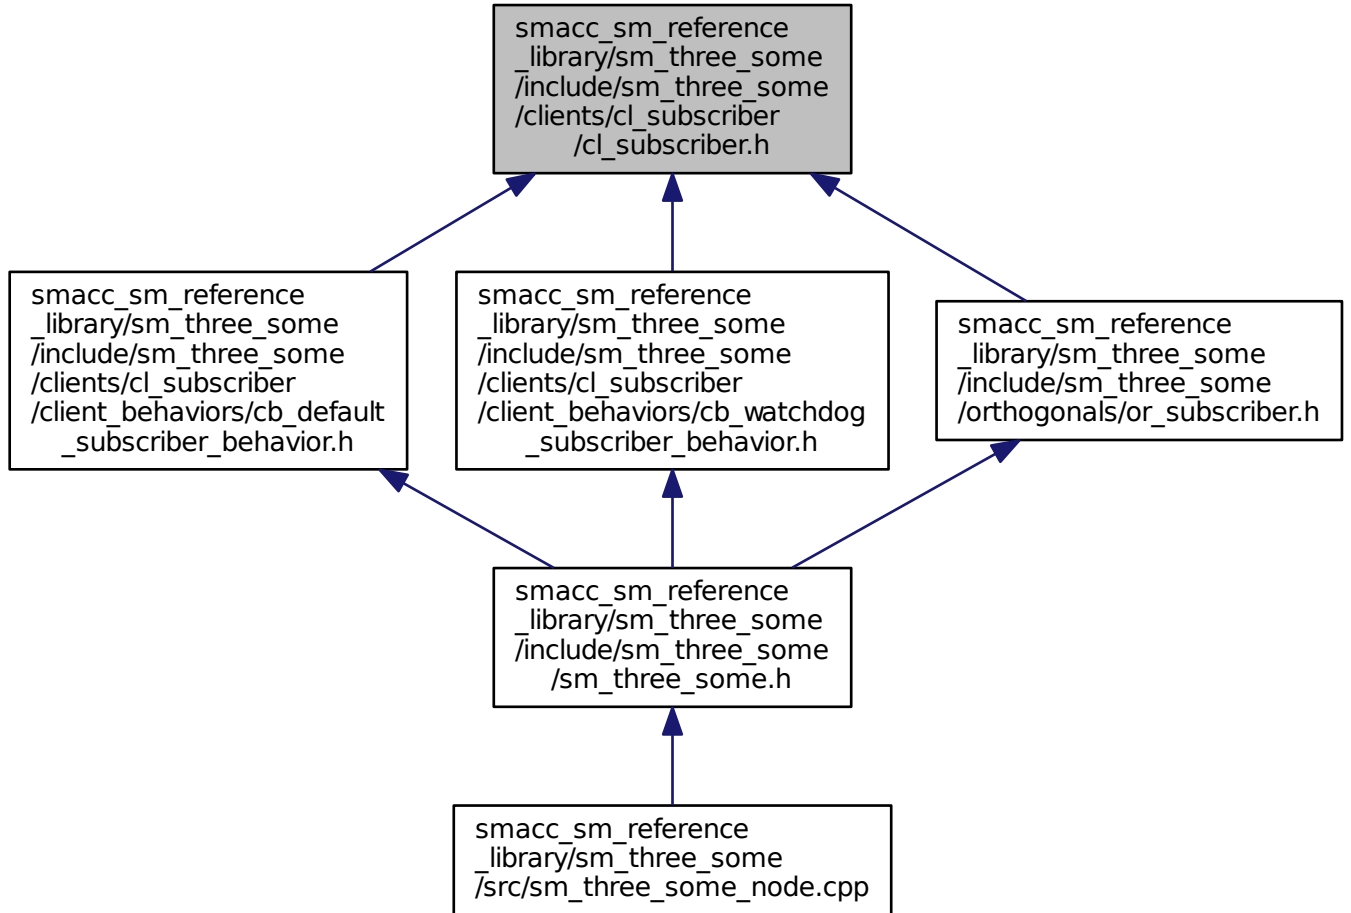 smacc_sm_reference
_library/sm_three_some
/include/sm_three_some
/clients/cl_subscriber
/cl_subscriber.h
smacc_sm_reference
_library/sm_three_some
/include/sm_three_some
/clients/cl_subscriber
/client_behaviors/cb_default
_subscriber_behavior.h
smacc_sm_reference
_library/sm_three_some
/include/sm_three_some
/clients/cl_subscriber
/client_behaviors/cb_watchdog
_subscriber_behavior.h
smacc_sm_reference
_library/sm_three_some
/include/sm_three_some
/orthogonals/or_subscriber.h
smacc_sm_reference
_library/sm_three_some
/include/sm_three_some
/sm_three_some.h
smacc_sm_reference
_library/sm_three_some
/src/sm_three_some_node.cpp